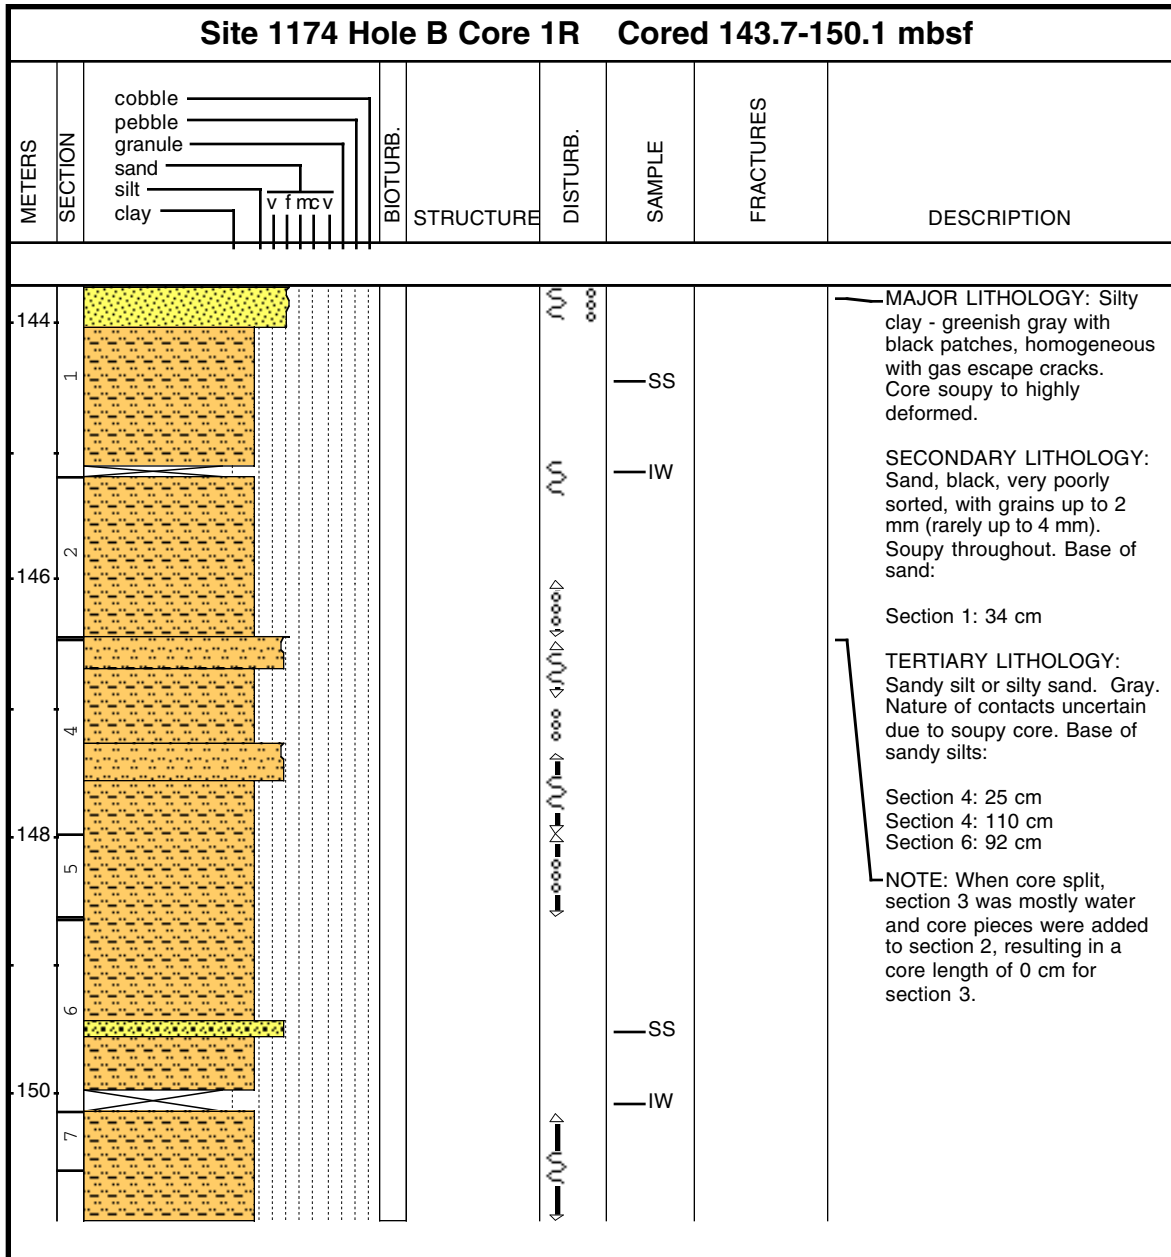 Site 1174 Hole B Core 1R Cored 143.7-150.1 mbsf
METERS
SECTION
cobble
pebble
granule
sand
silt
clay
v f m c v
BIOTURB.
STRUCTURE
DISTURB.
SAMPLE
FRACTURES
DESCRIPTION
144
146
148
150
1
2
4
5
6
7
SS
IW
SS
IW
MAJOR LITHOLOGY: Silty
clay - greenish gray with
black patches, homogeneous
with gas escape cracks.
Core soupy to highly
deformed.
SECONDARY LITHOLOGY:
Sand, black, very poorly
sorted, with grains up to 2
mm (rarely up to 4 mm).
Soupy throughout. Base of
sand:
Section 1: 34 cm
TERTIARY LITHOLOGY:
Sandy silt or silty sand. Gray.
Nature of contacts uncertain
due to soupy core. Base of
sandy silts:
Section 4: 25 cm
Section 4: 110 cm
Section 6: 92 cm
NOTE: When core split,
section 3 was mostly water
and core pieces were added
to section 2, resulting in a
core length of 0 cm for
section 3.